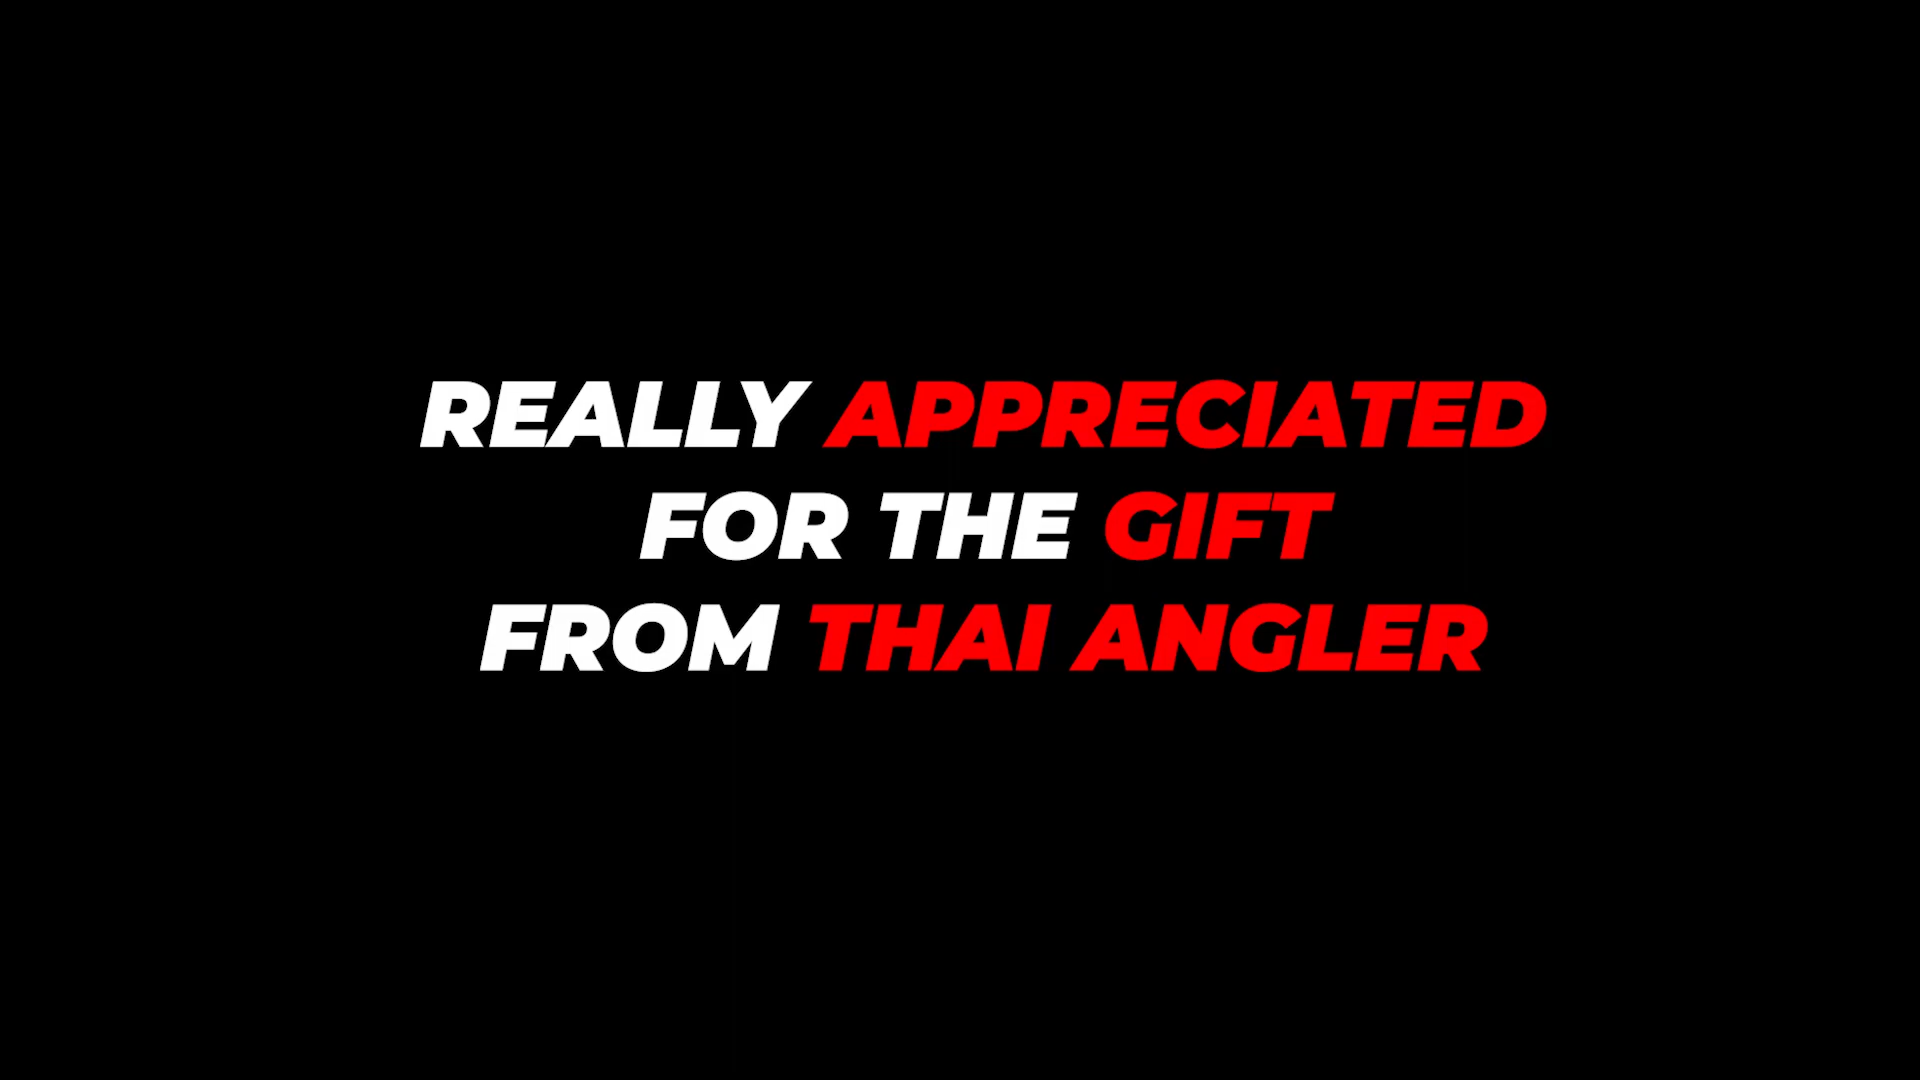 REALLY APPRECIATED
FOR THE GIFT
FROM THAI ANGLER